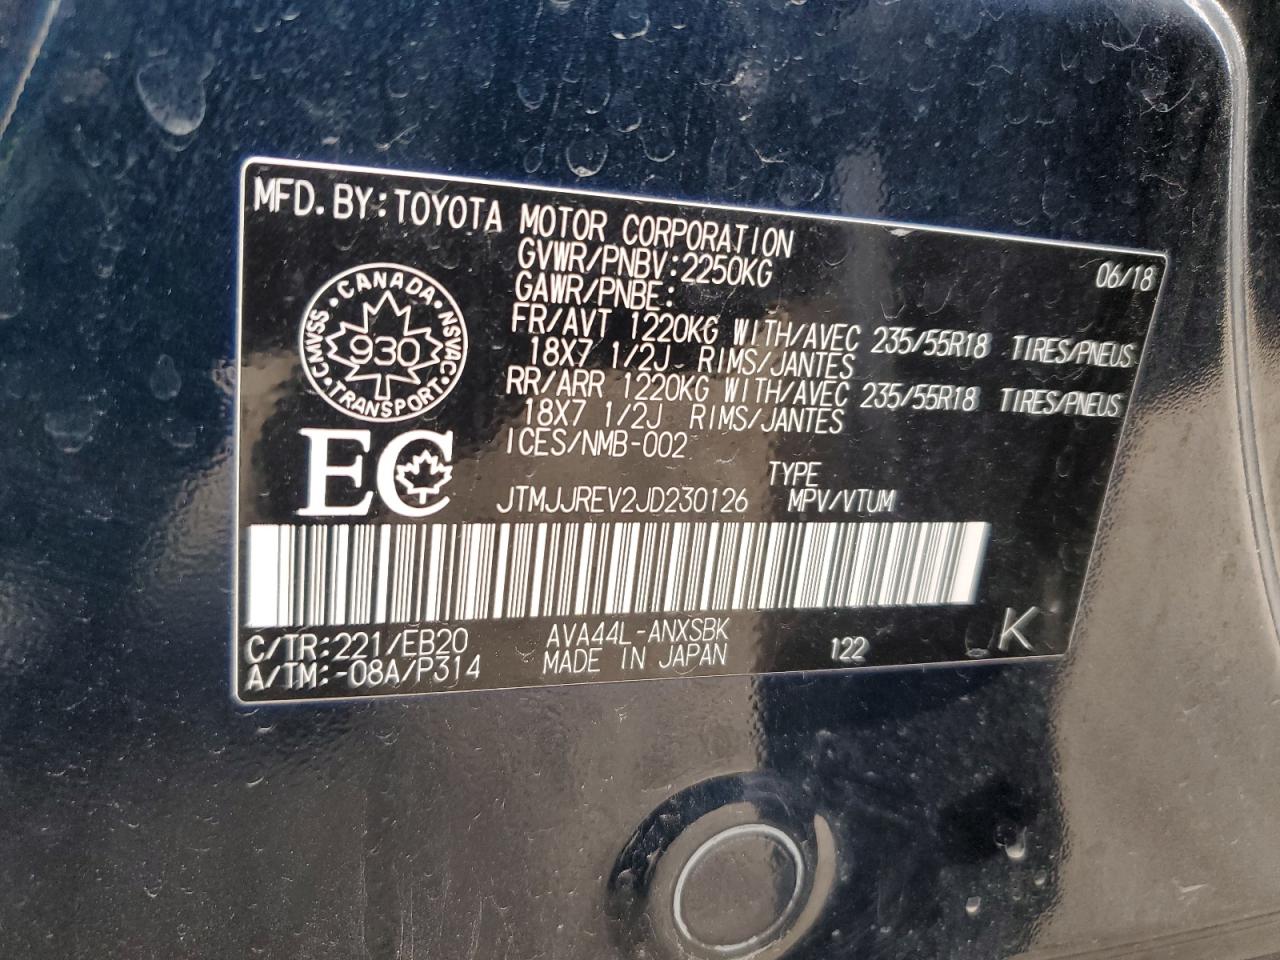 MFD. BY: TOYOTA MOTOR CORPORATION
GVWR/PNBV: 2250KG
06/18
GAWR/PNBE:
FR/AVT 1220KG WITH/AVEC 235/55R18 TIRES/PNEUS
18X7 1/2J RIMS/JANTES
RR/ARR 1220KG WITH/AVEC 235/55R18 TIRES/PNEUS
18X7 1/2J RIMS/JANTES
ICES/NMB-002
CANADA
CMVSS
NSVAC
930
TRANSPORT
EC
TYPE
JTMJJREV2JD230126 MPV/VTUM
C/TR: 221/EB20 AVA44L-ANXSBK 122 K
A/TM: -08A/P314 MADE IN JAPAN